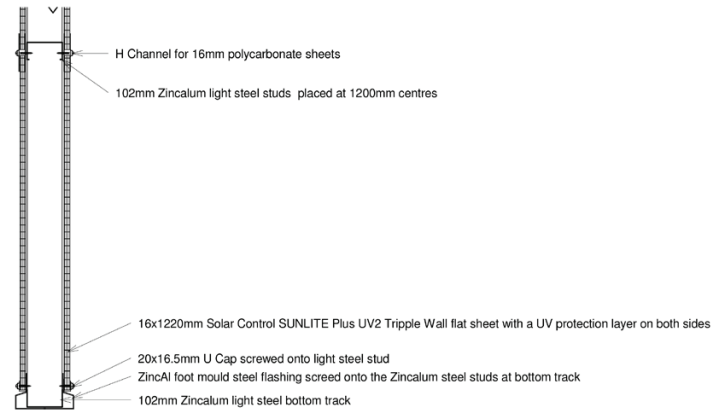 H Channel for 16mm polycarbonate sheets
102mm Zincalum light steel studs placed at 1200mm centres
16x1220mm Solar Control SUNLITE Plus UV2 Tripple Wall flat sheet with a UV protection layer on both sides
20x16.5mm U Cap screwed onto light steel stud
ZincAl foot mould steel flashing screed onto the Zincalum steel studs at bottom track
102mm Zincalum light steel bottom track